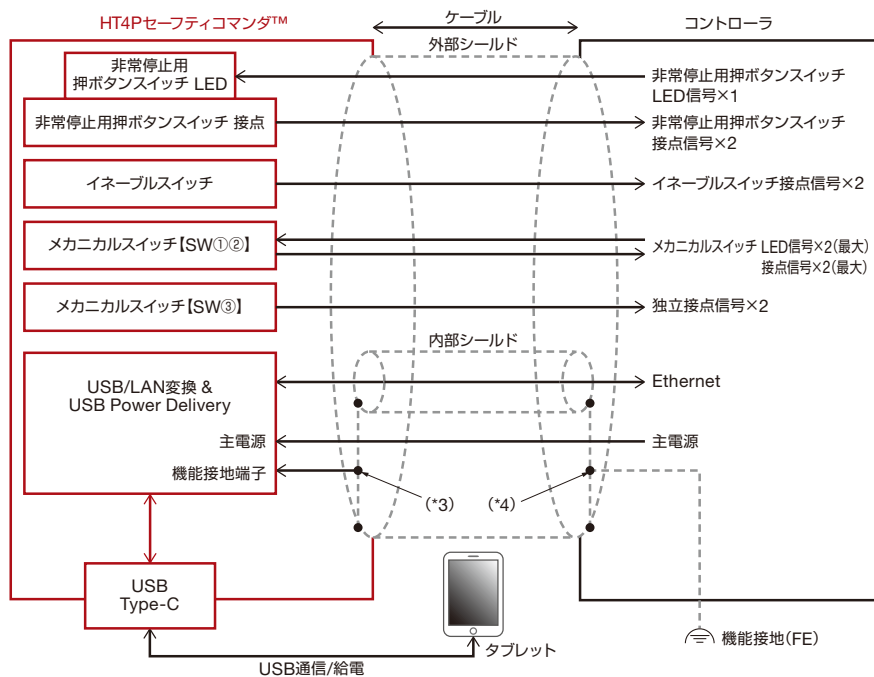 HT4Pセーフティコマンダ™
ケーブル
コントローラ
外部シールド
非常停止用
押ボタンスイッチ LED
非常停止用押ボタンスイッチ
LED信号×1
非常停止用押ボタンスイッチ 接点
非常停止用押ボタンスイッチ
接点信号×2
イネーブルスイッチ
イネーブルスイッチ接点信号×2
メカニカルスイッチ【SW①②】
メカニカルスイッチ LED信号×2(最大)
接点信号×2(最大)
メカニカルスイッチ【SW③】
独立接点信号×2
内部シールド
USB/LAN変換 &
USB Power Delivery
Ethernet
主電源
主電源
機能接地端子
(*3)
(*4)
USB
Type-C
タブレット
機能接地(FE)
USB通信/給電